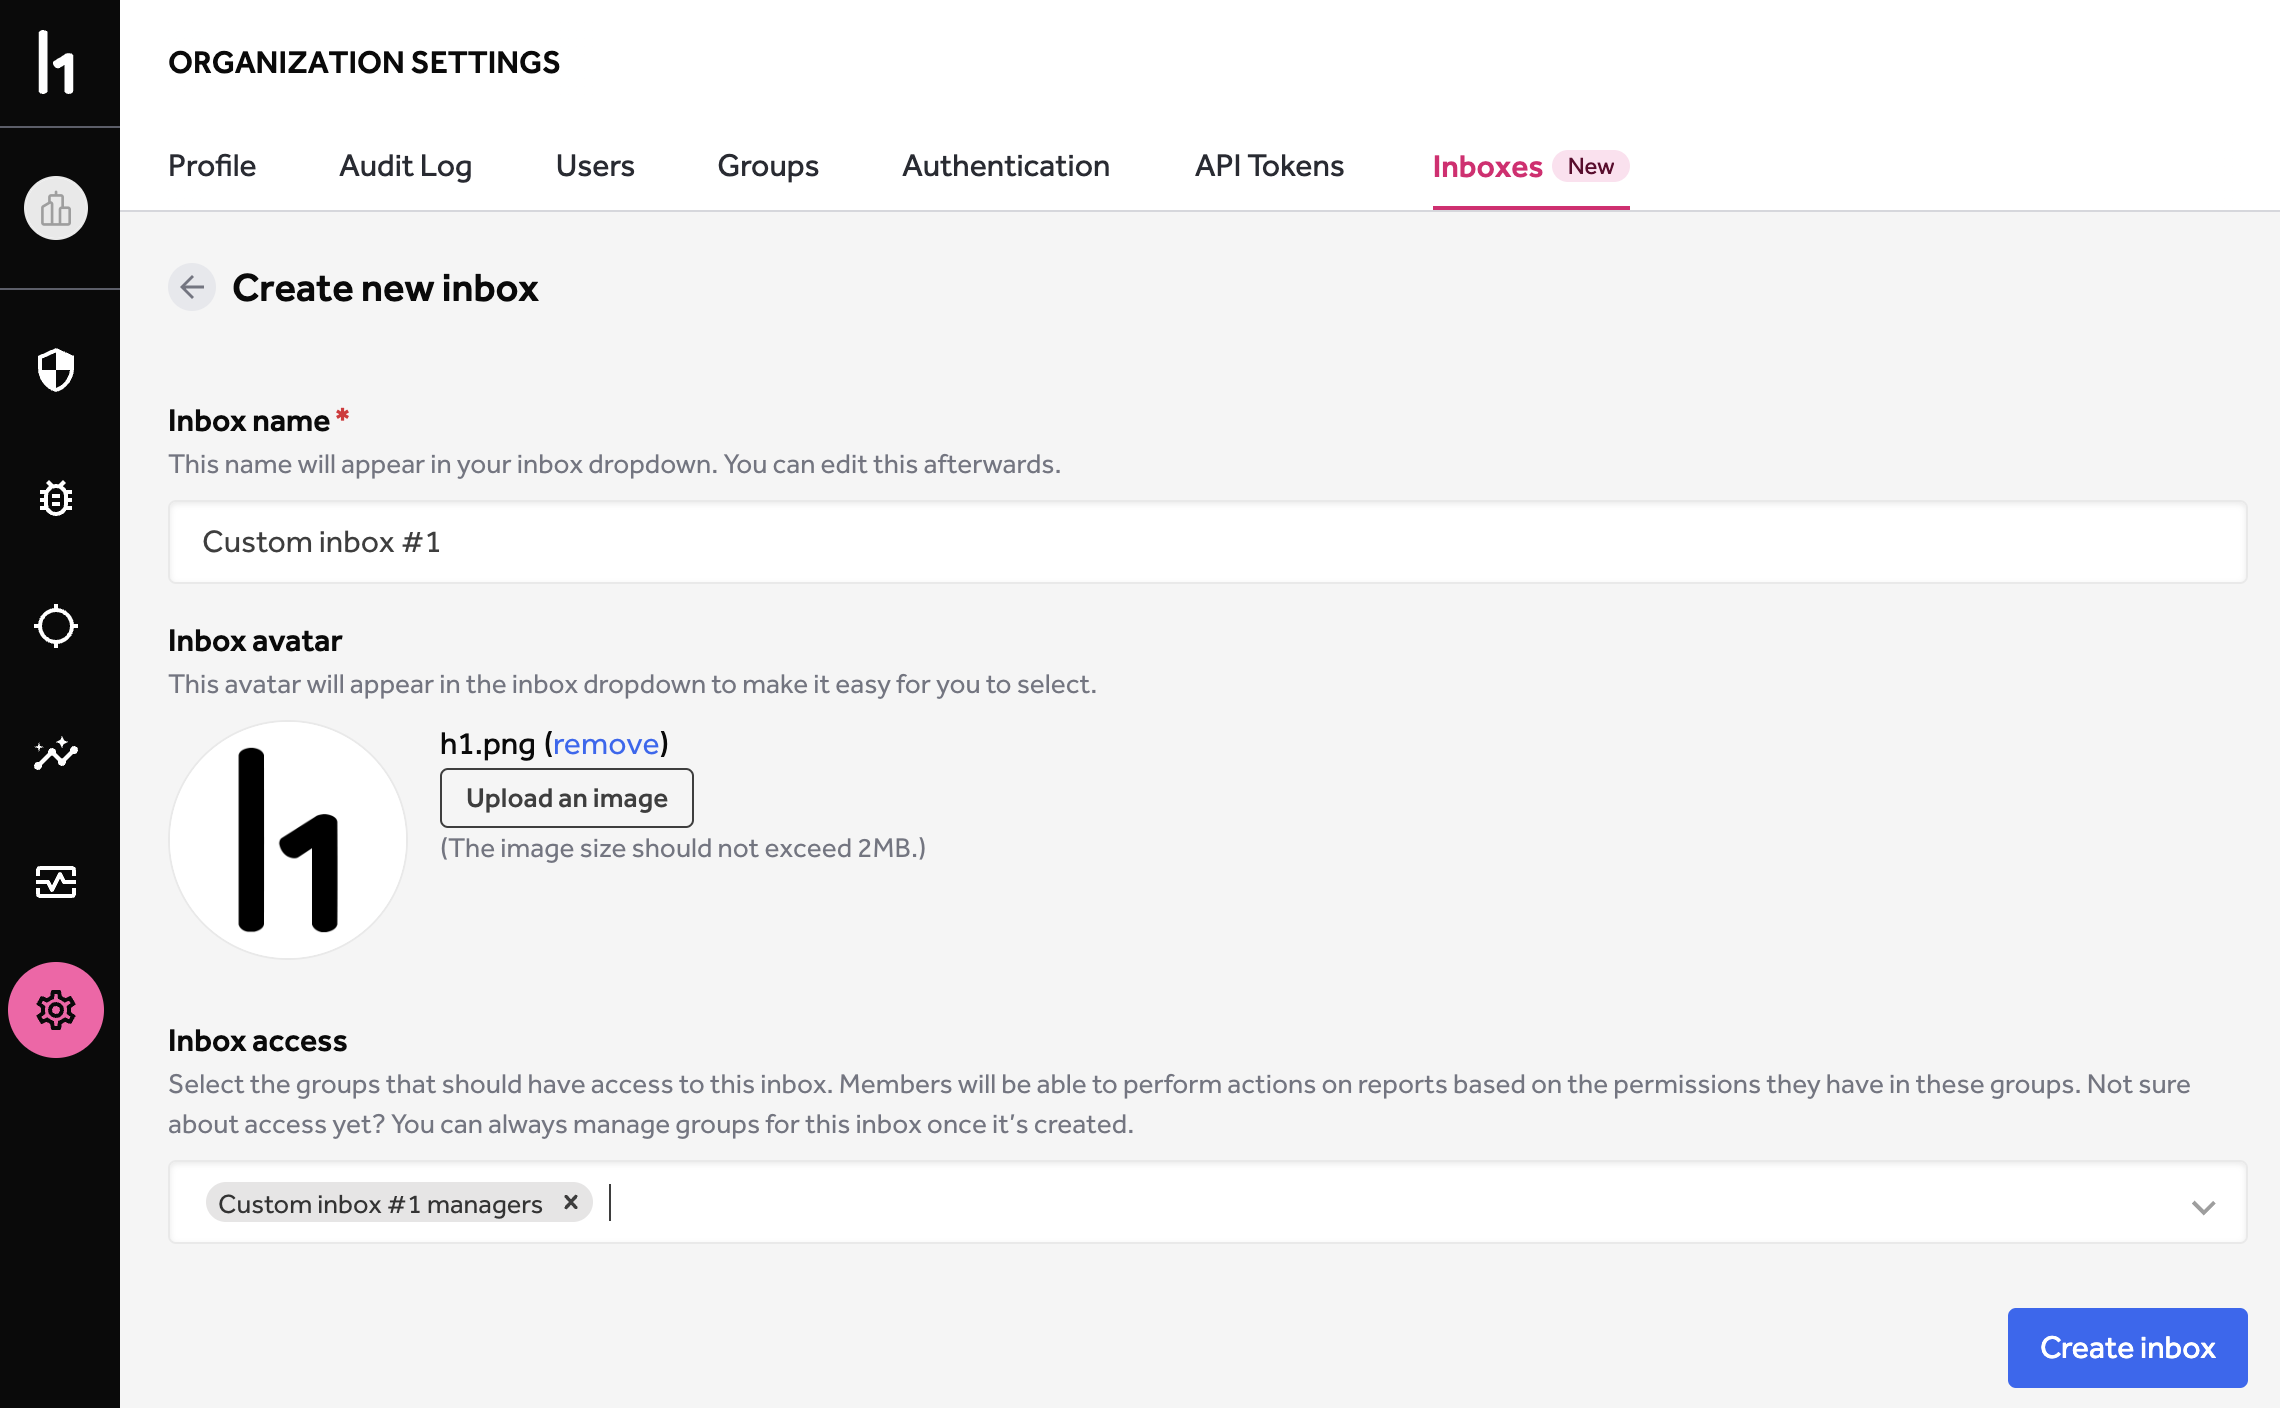 h1
ORGANIZATION SETTINGS
Profile Audit Log Users Groups Authentication API Tokens Inboxes New
Create new inbox
Inbox name *
This name will appear in your inbox dropdown. You can edit this afterwards.
Custom inbox #1
Inbox avatar
This avatar will appear in the inbox dropdown to make it easy for you to select.
h1
h1.png (remove)
Upload an image
(The image size should not exceed 2MB.)
Inbox access
Select the groups that should have access to this inbox. Members will be able to perform actions on reports based on the permissions they have in these groups. Not sure
about access yet? You can always manage groups for this inbox once it’s created.
Custom inbox #1 managers
Create inbox